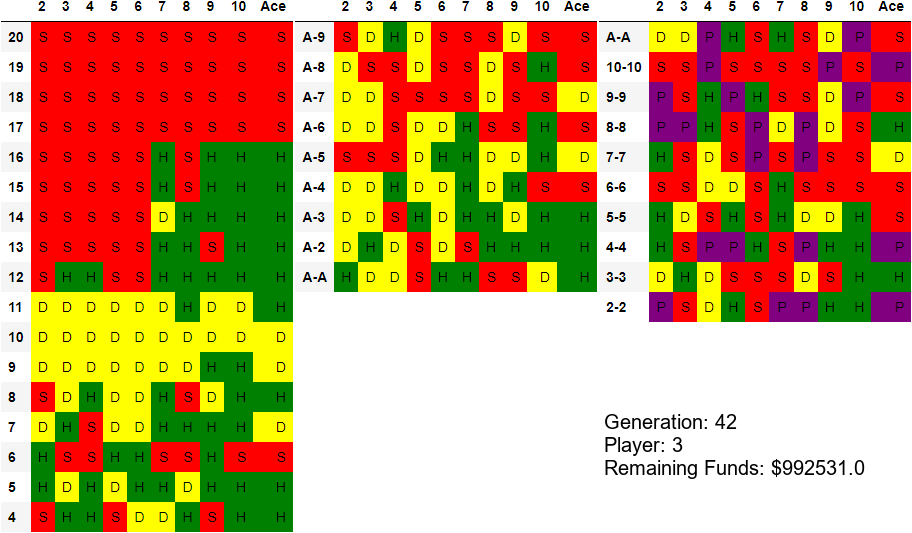 2 3 4 5 6 7 8 9 10 Ace
20 S S S S S S S S S S
19 S S S S S S S S S S
18 S S S S S S S S S S
17 S S S S S S S S S S
16 S S S S S H S H H H
15 S S S S S H S H H H
14 S S S S S D H H H H
13 S S S S S H H S H H
12 S H H S S H H H H H
11 D D D D D D H D D H
10 D D D D D D D D D D
9 D D D D D D D H H D
8 S D H D D H S D H H
7 D H S D D H H H H D
6 H S S H H S S H S S
5 H D H D H H D H H H
4 S H H S D D H S H H
2 3 4 5 6 7 8 9 10 Ace
A-9 S D H D S S S D S S
A-8 D S S D S S D S H S
A-7 D D S S S S D S S D
A-6 D D S D D H S S H S
A-5 S S S D H H D D H D
A-4 D D H D D H D H S S
A-3 D D S H D H H D H H
A-2 D H D S D S H H H H
A-A H D D S H H S S D H
2 3 4 5 6 7 8 9 10 Ace
A-A D D P H S H S D P S
10-10 S S P S S S S P S P
9-9 P S H P H S S D P S
8-8 P P H S P D P D S H
7-7 H S D S P S P S S D
6-6 S S D D S H S S S S
5-5 H D S H S H D D H S
4-4 H S P P H S P H H P
3-3 D H D S S S D S H H
2-2 P S D H S P P H H P
Generation: 42
Player: 3
Remaining Funds: $992531.0